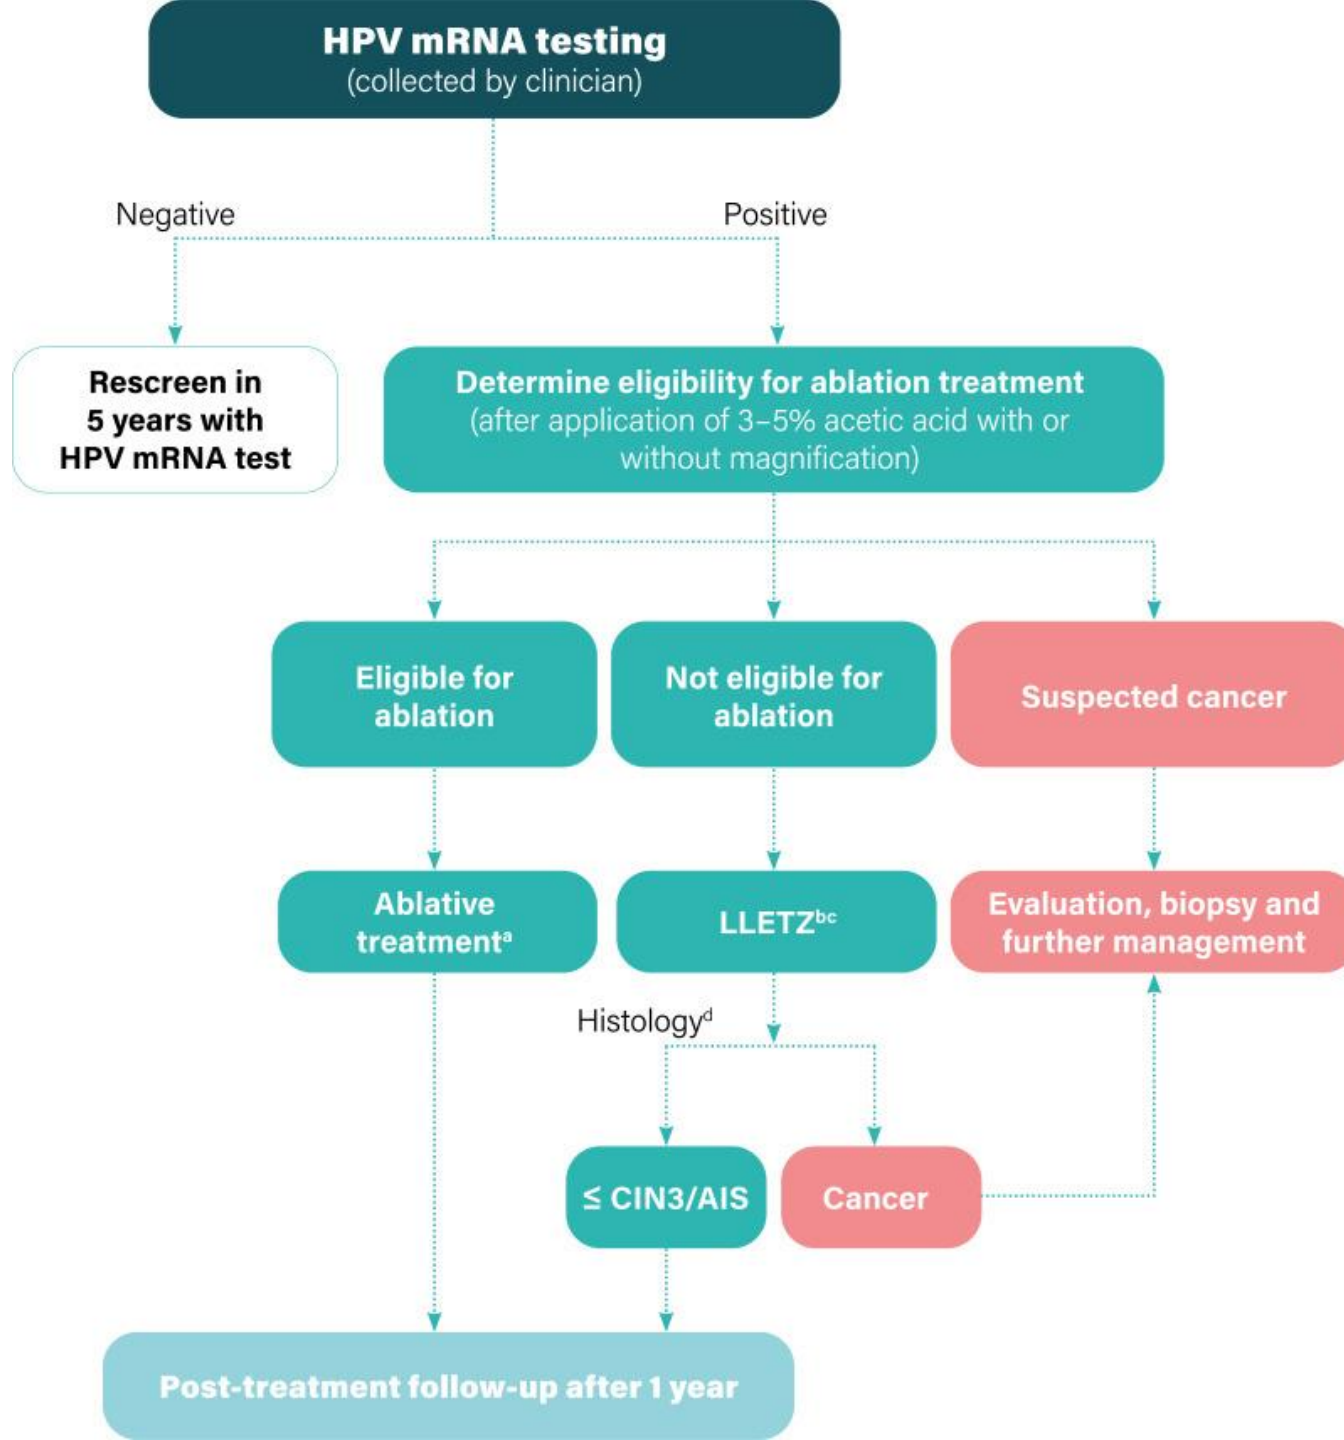 HPV mRNA testing
(collected by clinician)
Negative
Positive
Rescreen in
5 years with
HPV mRNA test
Determine eligibility for ablation treatment
(after application of 3–5% acetic acid with or
without magnification)
Eligible for
ablation
Not eligible for
ablation
Suspected cancer
Ablative
treatmentᵃ
LLETZᵇᶜ
Evaluation, biopsy and
further management
Histologyᵈ
≤ CIN3/AIS
Cancer
Post-treatment follow-up after 1 year